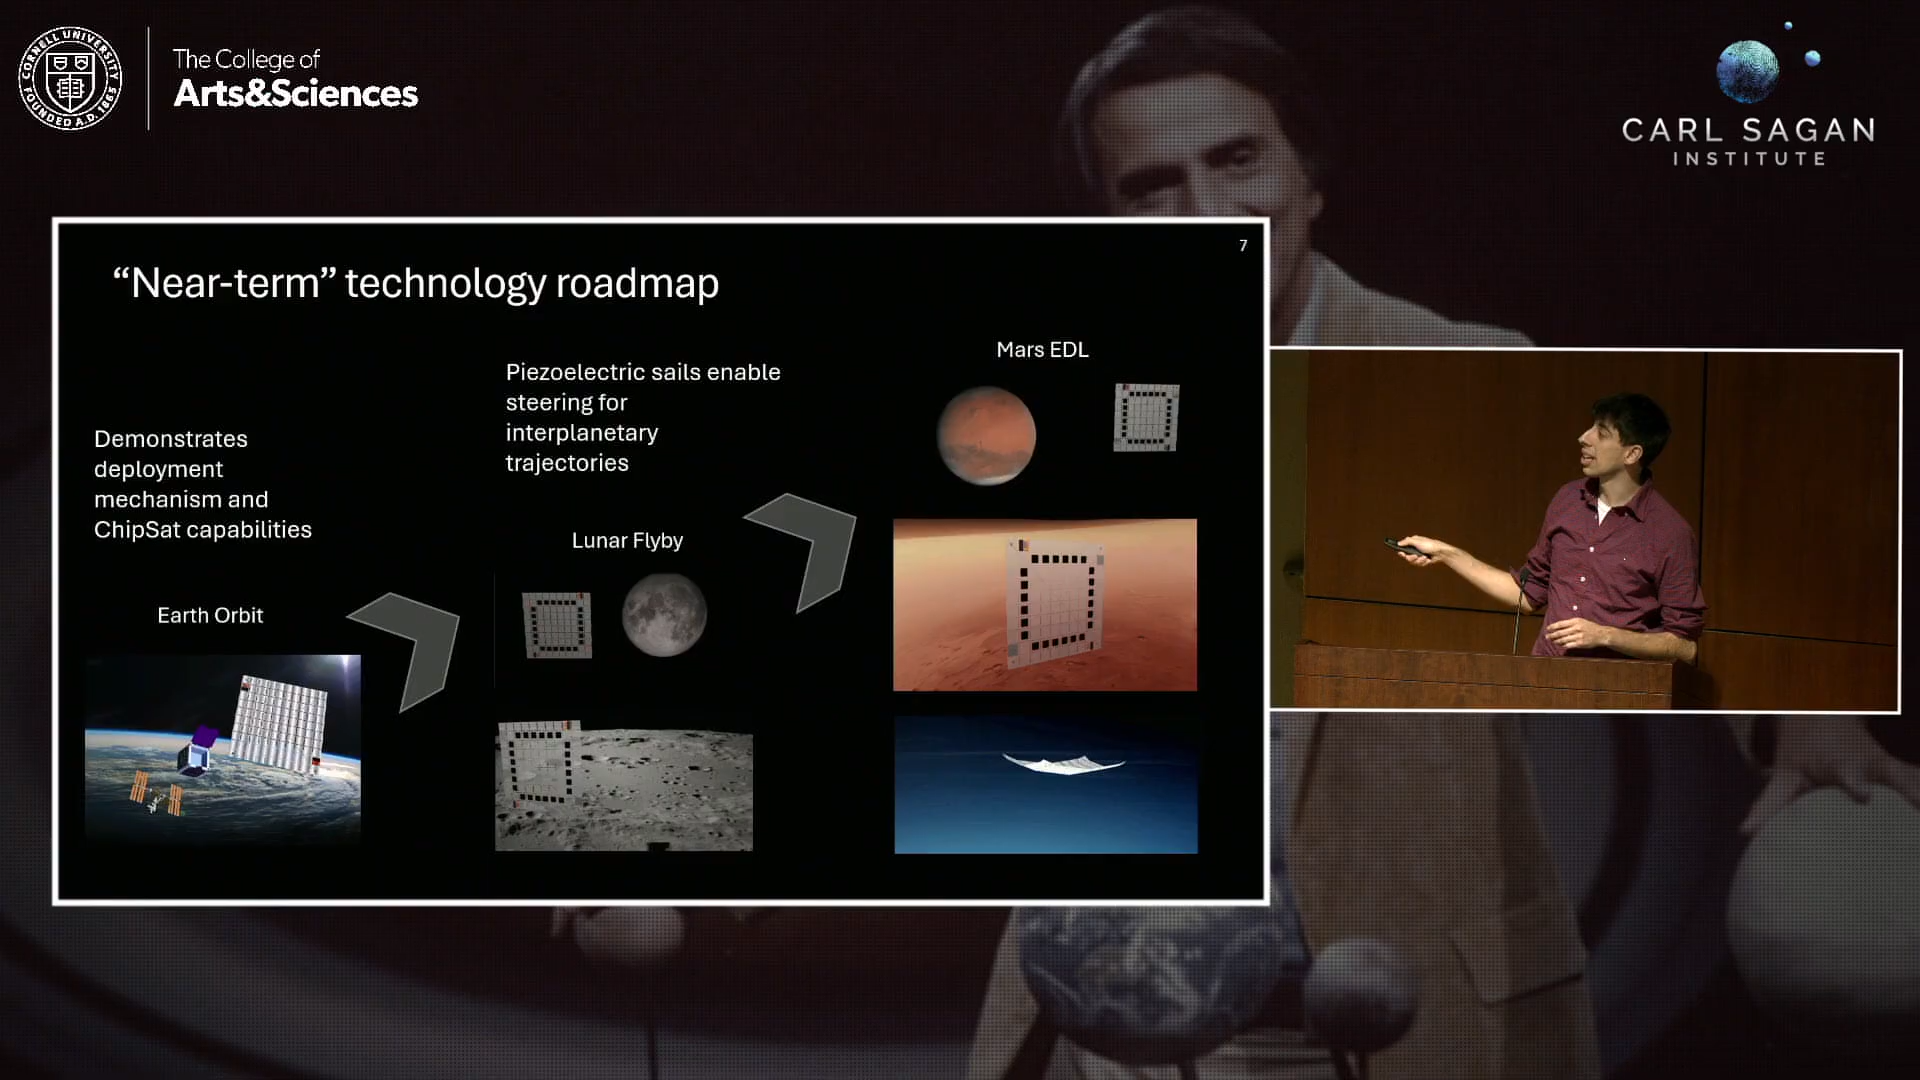 CORNELL UNIVERSITY
FOUNDED A.D. 1865
The College of
Arts&Sciences
CARL SAGAN
INSTITUTE
7
“Near-term” technology roadmap
Demonstrates
deployment
mechanism and
ChipSat capabilities
Earth Orbit
Piezoelectric sails enable
steering for
interplanetary
trajectories
Lunar Flyby
Mars EDL